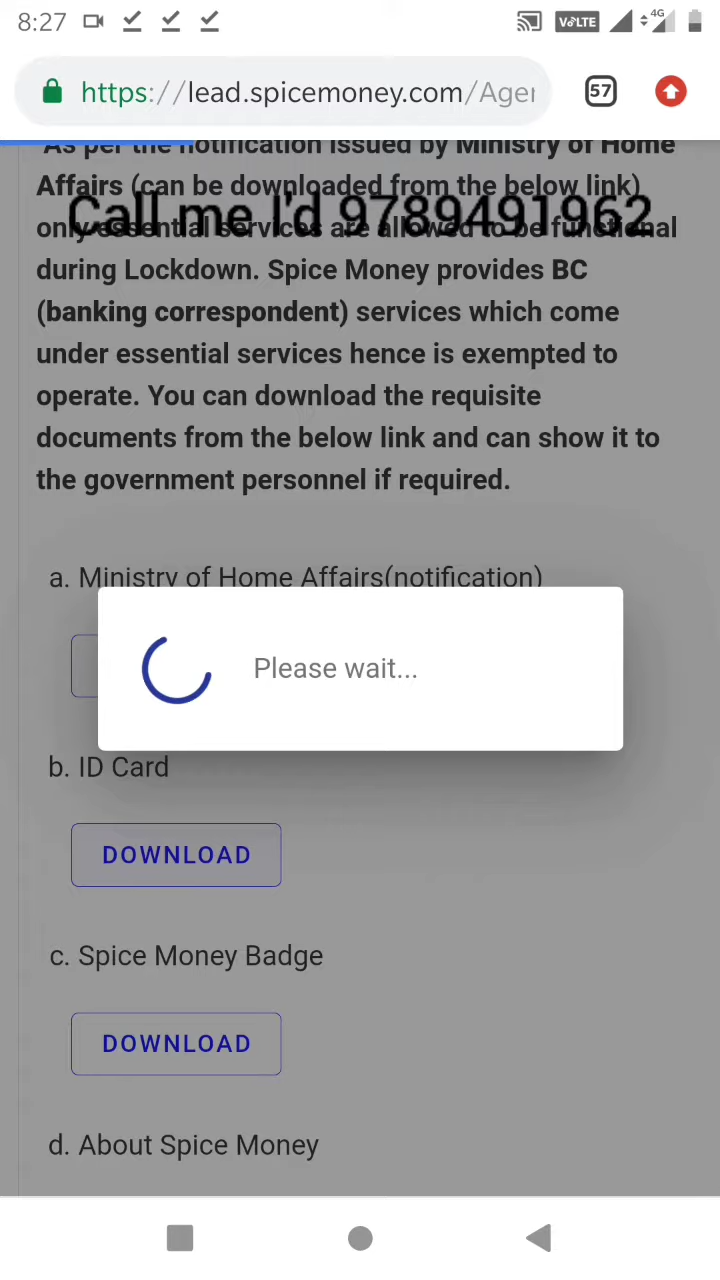 8:27
VoLTE 4G
https://lead.spicemoney.com/Ager
57
As per the notification issued by Ministry of Home
Affairs (can be downloaded from the below link)
Call me I'd 9789491962
only essential services are allowed to be functional
during Lockdown. Spice Money provides BC
(banking correspondent) services which come
under essential services hence is exempted to
operate. You can download the requisite
documents from the below link and can show it to
the government personnel if required.
a. Ministry of Home Affairs(notification)
Please wait...
b. ID Card
DOWNLOAD
c. Spice Money Badge
DOWNLOAD
d. About Spice Money